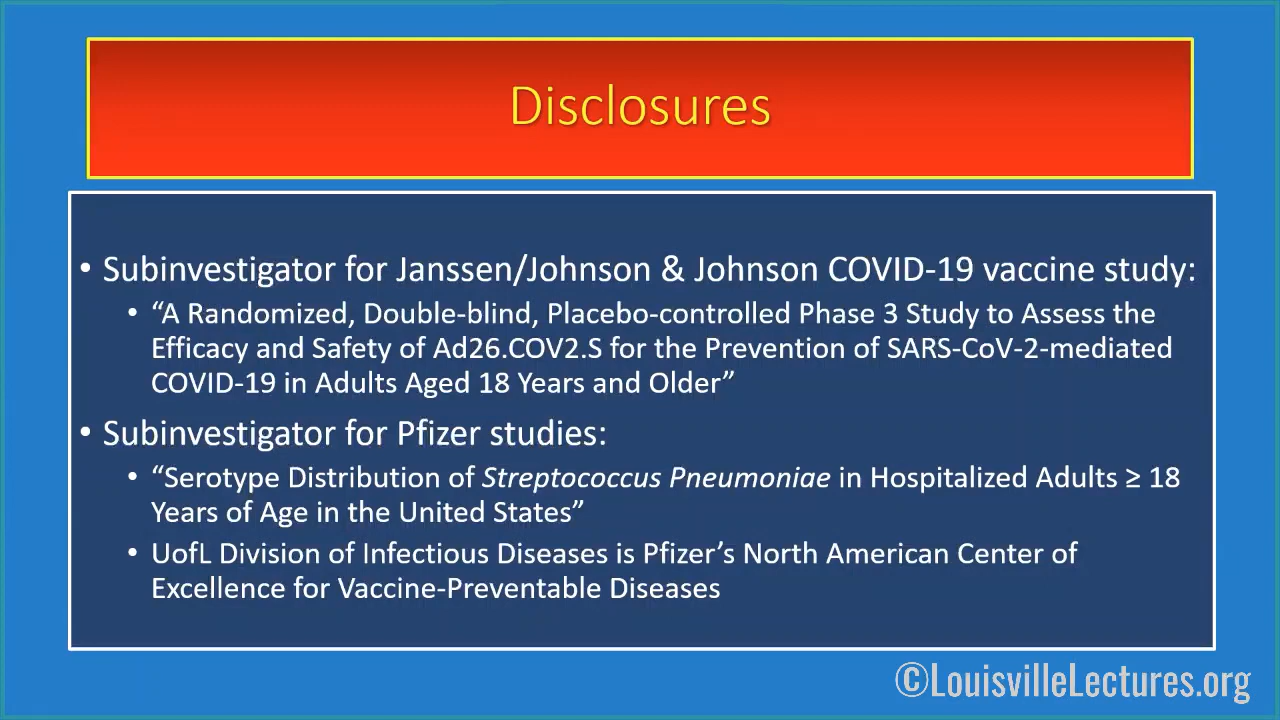 Disclosures
• Subinvestigator for Janssen/Johnson & Johnson COVID-19 vaccine study:
• “A Randomized, Double-blind, Placebo-controlled Phase 3 Study to Assess the
Efficacy and Safety of Ad26.COV2.S for the Prevention of SARS-CoV-2-mediated
COVID-19 in Adults Aged 18 Years and Older”
• Subinvestigator for Pfizer studies:
• “Serotype Distribution of Streptococcus Pneumoniae in Hospitalized Adults ≥ 18
Years of Age in the United States”
• UofL Division of Infectious Diseases is Pfizer’s North American Center of
Excellence for Vaccine-Preventable Diseases
©LouisvilleLectures.org